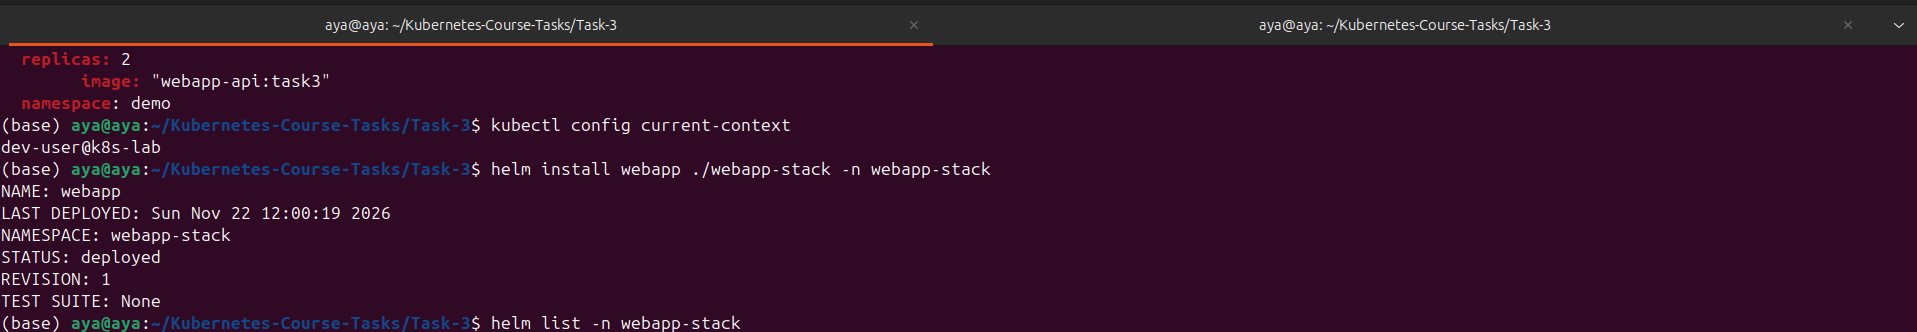 aya@aya: ~/Kubernetes-Course-Tasks/Task-3 × aya@aya: ~/Kubernetes-Course-Tasks/Task-3 ×
  replicas: 2
        image: "webapp-api:task3"
  namespace: demo
(base) aya@aya:~/Kubernetes-Course-Tasks/Task-3$ kubectl config current-context
dev-user@k8s-lab
(base) aya@aya:~/Kubernetes-Course-Tasks/Task-3$ helm install webapp ./webapp-stack -n webapp-stack
NAME: webapp
LAST DEPLOYED: Sun Nov 22 12:00:19 2026
NAMESPACE: webapp-stack
STATUS: deployed
REVISION: 1
TEST SUITE: None
(base) aya@aya:~/Kubernetes-Course-Tasks/Task-3$ helm list -n webapp-stack